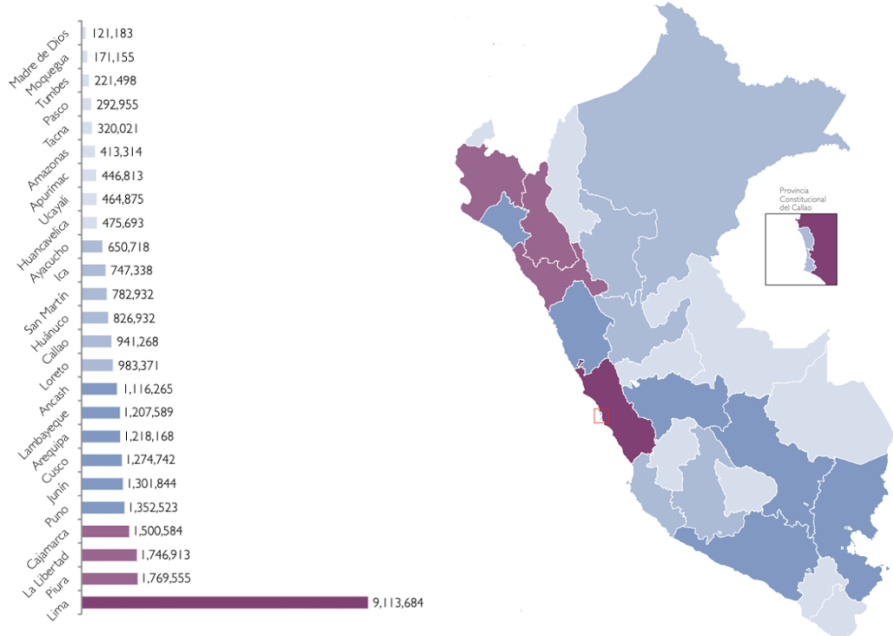 Madre de Dios 121,183
Moquegua 171,155
Tumbes 221,498
Pasco 292,955
Tacna 320,021
Amazonas 413,314
Apurímac 446,813
Ucayali 464,875
Huancavelica 475,693
Ayacucho 650,718
Ica 747,338
San Martín 782,932
Huánuco 826,932
Callao 941,268
Loreto 983,371
Ancash 1,116,265
Lambayeque 1,207,589
Arequipa 1,218,168
Cusco 1,274,742
Junín 1,301,844
Puno 1,352,523
Cajamarca 1,500,584
La Libertad 1,746,913
Piura 1,769,555
Lima 9,113,684
Provincia
Constitucional
del Callao